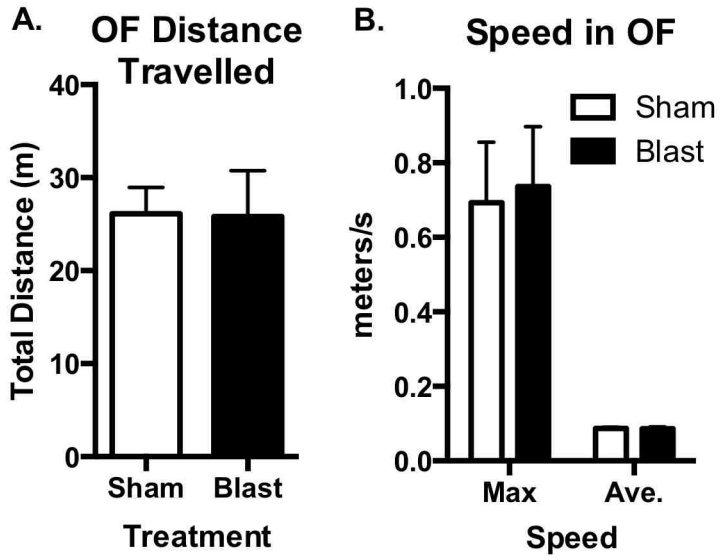 A.
OF Distance
Travelled
Total Distance (m)
40
30
20
10
0
Sham Blast
Treatment
B.
Speed in OF
meters/s
1.0
0.8
0.6
0.4
0.2
0.0
Sham
Blast
Max Ave.
Speed